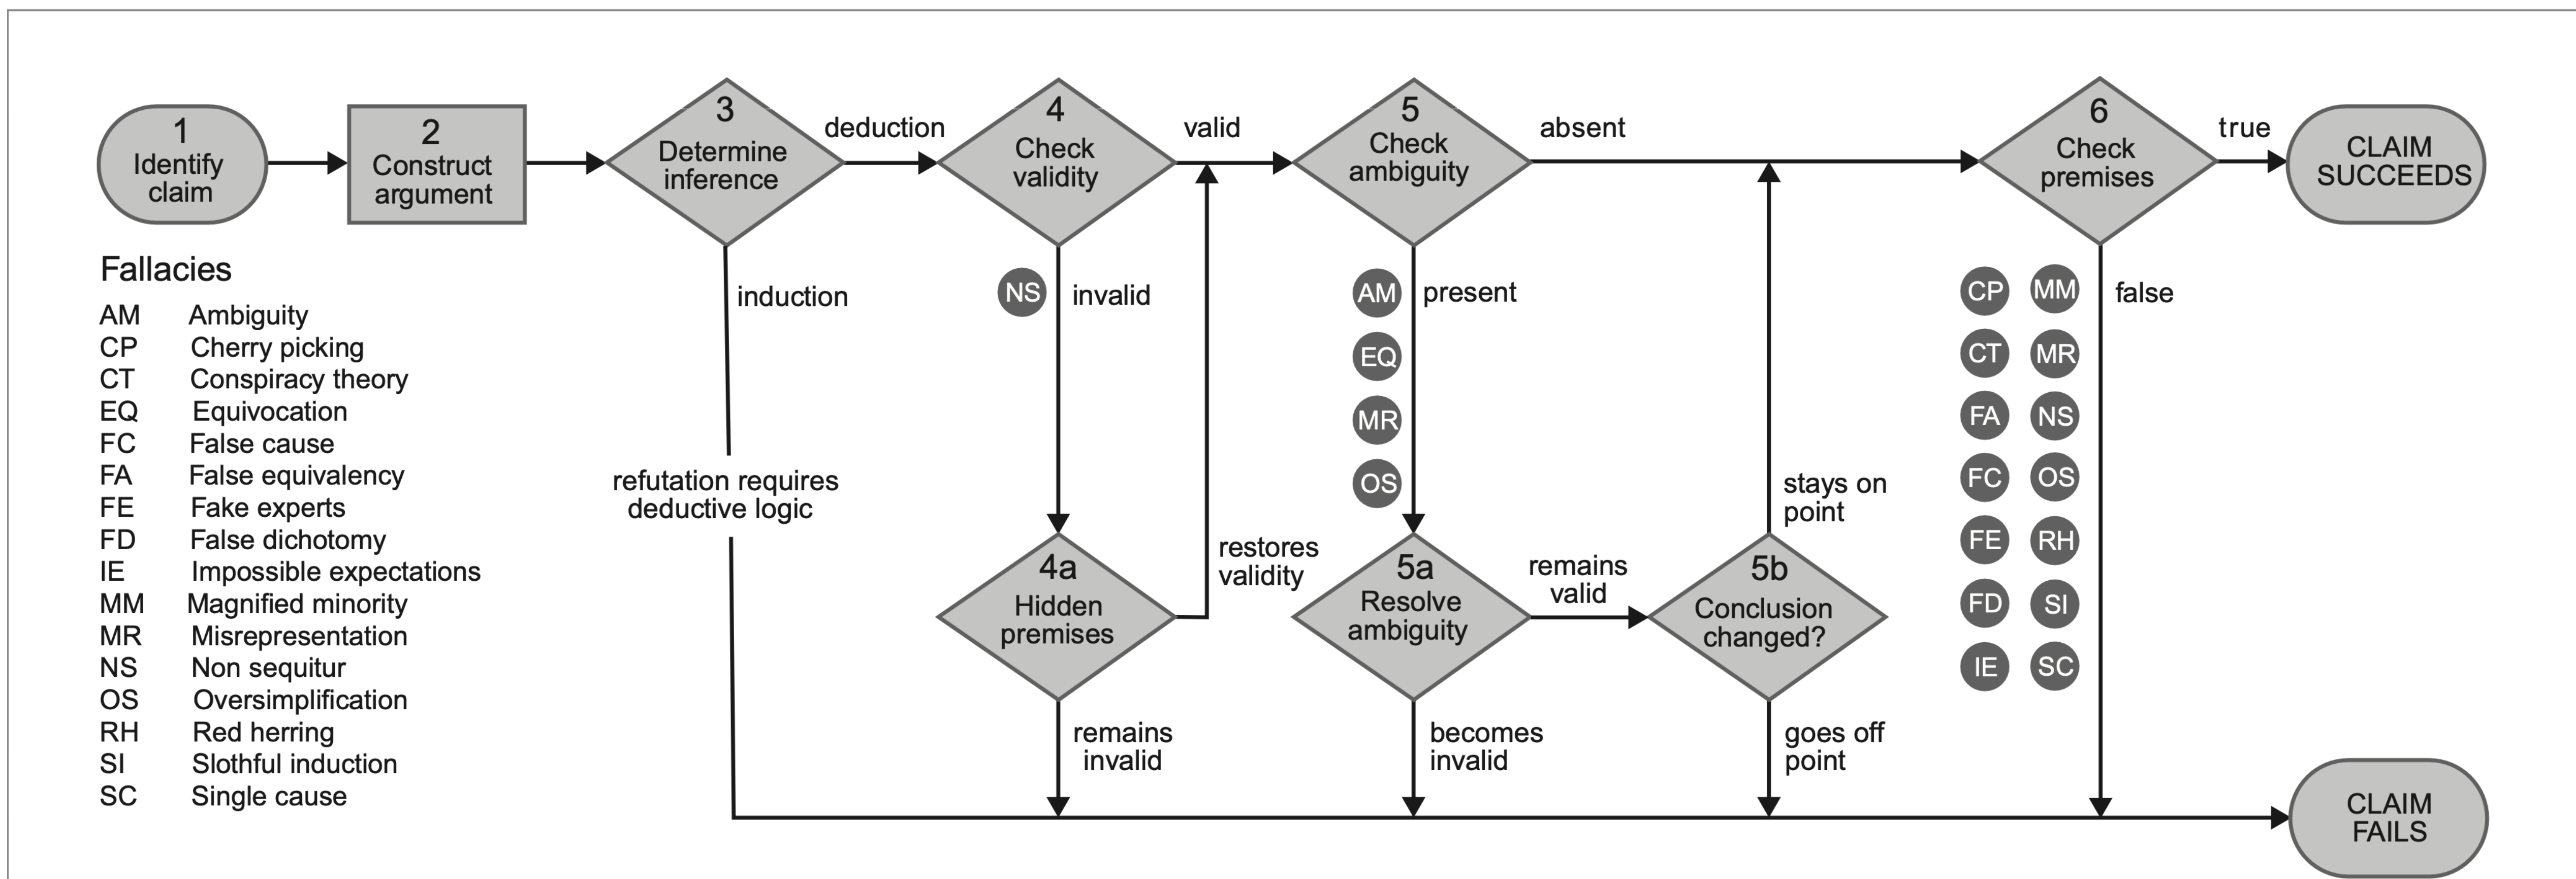 1
Identify
claim
2
Construct
argument
3
Determine
inference
deduction
4
Check
validity
valid
5
Check
ambiguity
absent
6
Check
premises
true
CLAIM
SUCCEEDS
induction
refutation requires
deductive logic
NS
invalid
4a
Hidden
premises
restores
validity
remains
invalid
AM
present
EQ
MR
OS
5a
Resolve
ambiguity
remains
valid
becomes
invalid
5b
Conclusion
changed?
stays on
point
goes off
point
CP MM
false
CT MR
FA NS
FC OS
FE RH
FD SI
IE SC
CLAIM
FAILS
Fallacies
AM Ambiguity
CP Cherry picking
CT Conspiracy theory
EQ Equivocation
FC False cause
FA False equivalency
FE Fake experts
FD False dichotomy
IE Impossible expectations
MM Magnified minority
MR Misrepresentation
NS Non sequitur
OS Oversimplification
RH Red herring
SI Slothful induction
SC Single cause